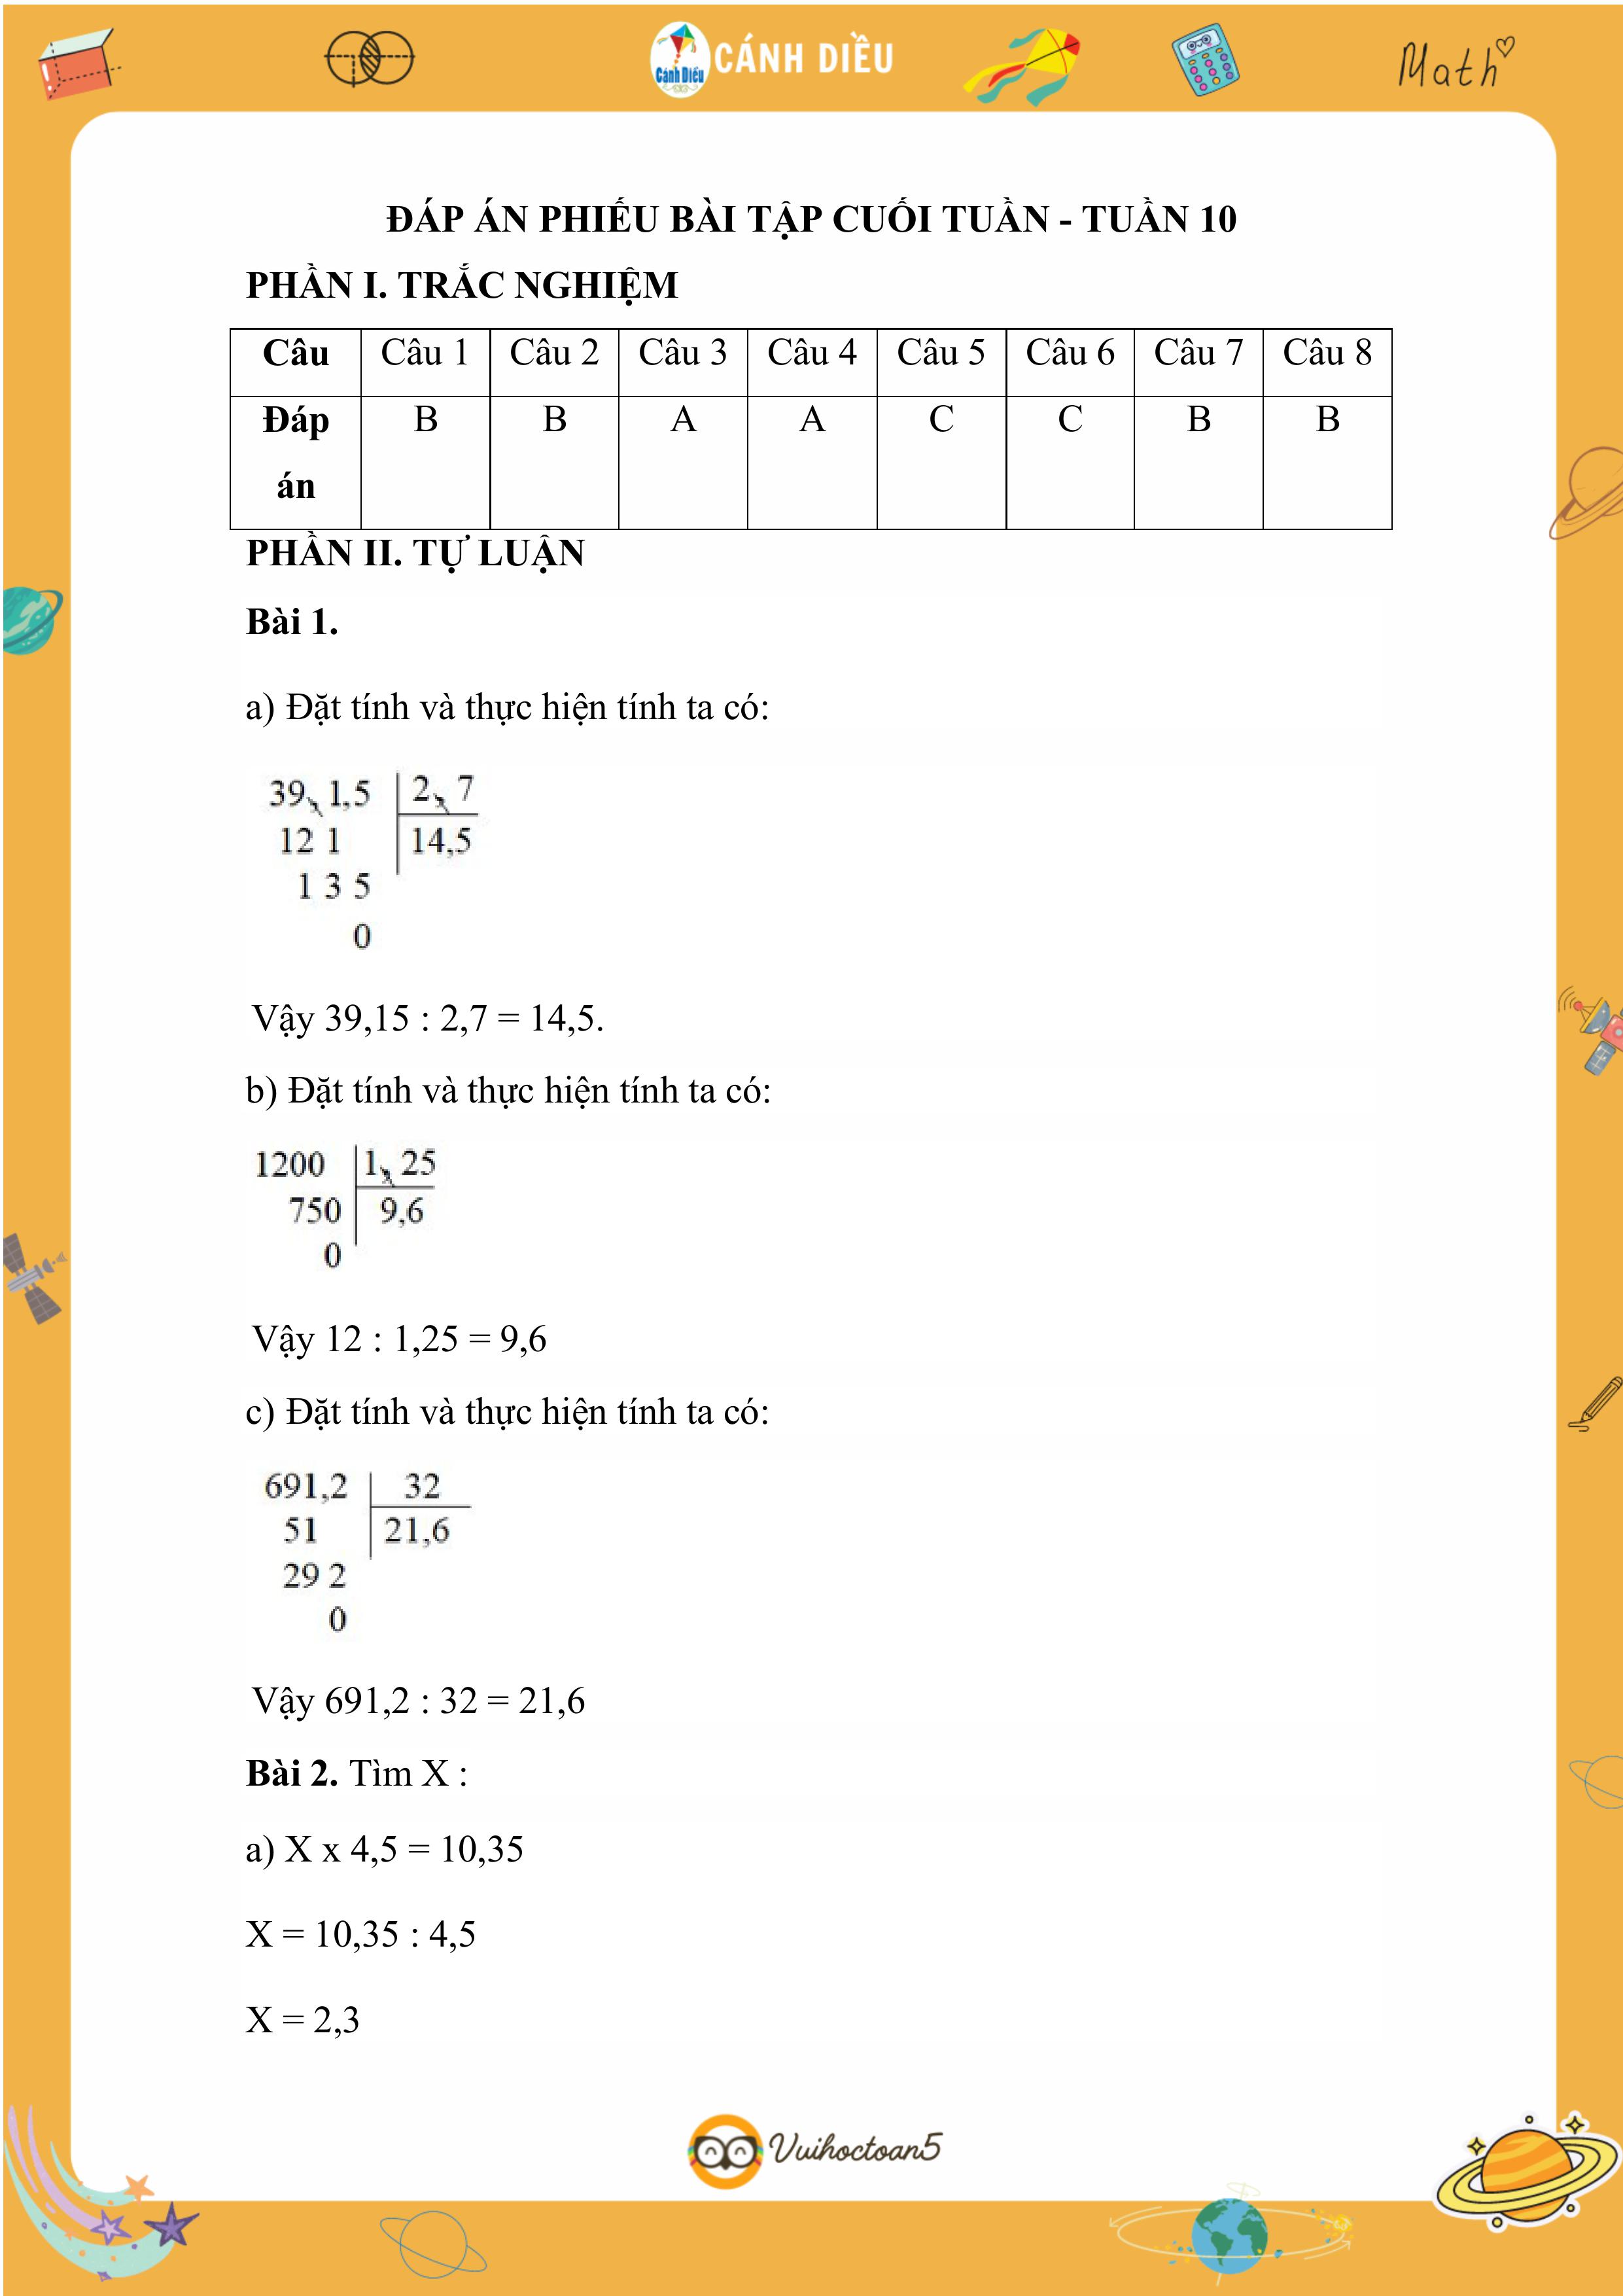 Cánh Diều CÁNH DIỀU Math
ĐÁP ÁN PHIẾU BÀI TẬP CUỐI TUẦN - TUẦN 10
PHẦN I. TRẮC NGHIỆM
Câu Câu 1 Câu 2 Câu 3 Câu 4 Câu 5 Câu 6 Câu 7 Câu 8
Đáp B B A A C C B B
án
PHẦN II. TỰ LUẬN
Bài 1.
a) Đặt tính và thực hiện tính ta có:
39, 1,5 2, 7
12 1 14,5
1 3 5
0
Vậy 39,15 : 2,7 = 14,5.
b) Đặt tính và thực hiện tính ta có:
1200 1, 25
750 9,6
0
Vậy 12 : 1,25 = 9,6
c) Đặt tính và thực hiện tính ta có:
691,2 32
51 21,6
29 2
0
Vậy 691,2 : 32 = 21,6
Bài 2. Tìm X :
a) X x 4,5 = 10,35
X = 10,35 : 4,5
X = 2,3
Vuihoctoan5